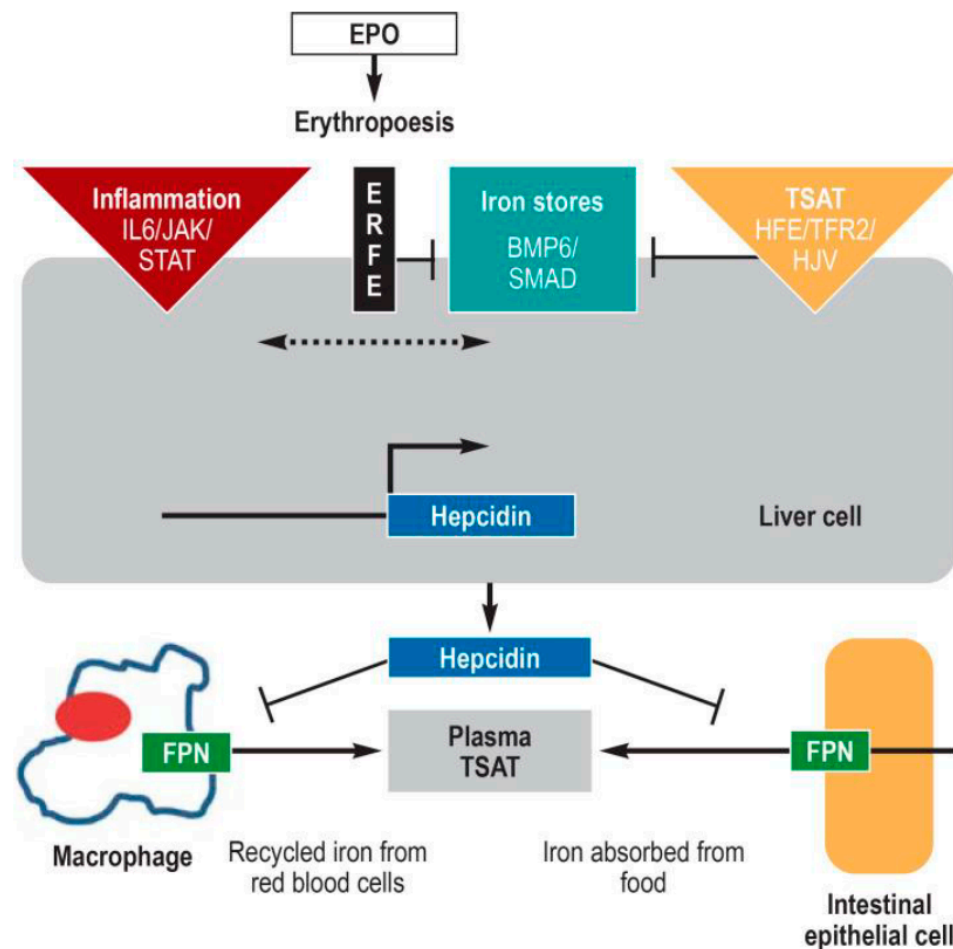 EPO
Erythropoesis
Inflammation
IL6/JAK/
STAT
E
R
F
E
Iron stores
BMP6/
SMAD
TSAT
HFE/TFR2/
HJV
Hepcidin
Liver cell
Hepcidin
FPN
Plasma
TSAT
FPN
Macrophage
Recycled iron from
red blood cells
Iron absorbed from
food
Intestinal
epithelial cell